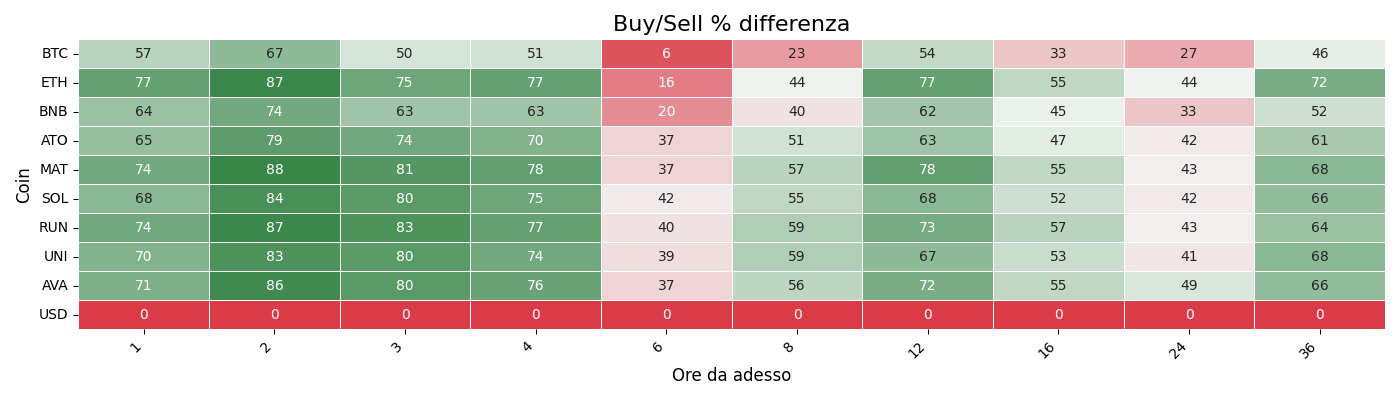 Buy/Sell % differenza
Coin
BTC 57 67 50 51 6 23 54 33 27 46
ETH 77 87 75 77 16 44 77 55 44 72
BNB 64 74 63 63 20 40 62 45 33 52
ATO 65 79 74 70 37 51 63 47 42 61
MAT 74 88 81 78 37 57 78 55 43 68
SOL 68 84 80 75 42 55 68 52 42 66
RUN 74 87 83 77 40 59 73 57 43 64
UNI 70 83 80 74 39 59 67 53 41 68
AVA 71 86 80 76 37 56 72 55 49 66
USD 0 0 0 0 0 0 0 0 0 0
1 2 3 4 6 8 12 16 24 36
Ore da adesso